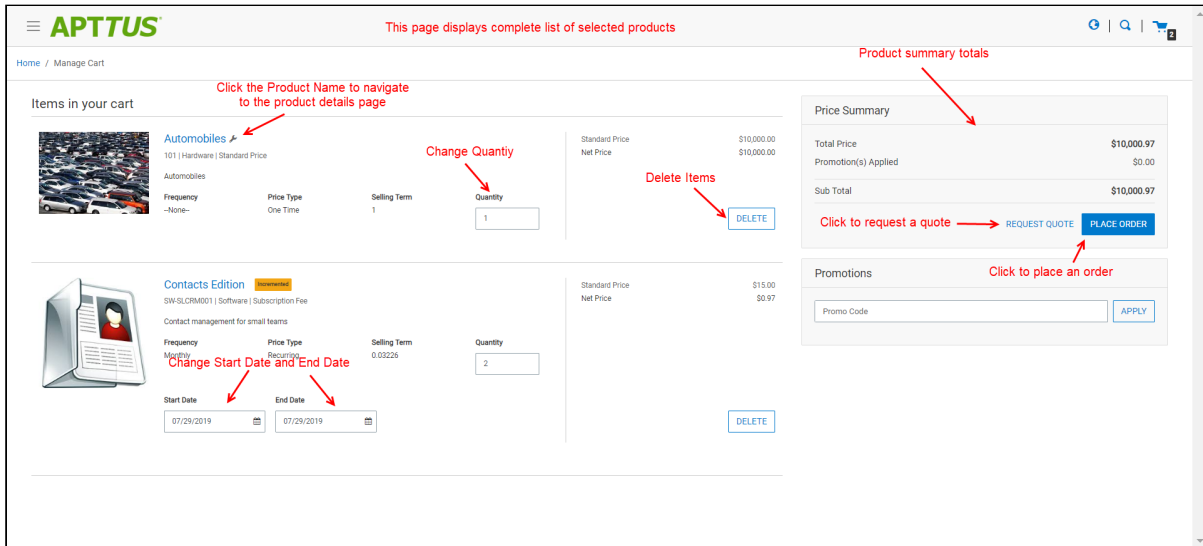 APTTUS
This page displays complete list of selected products
2
Home / Manage Cart
Product summary totals
Click the Product Name to navigate
to the product details page
Items in your cart
Automobiles
101 | Hardware | Standard Price
Automobiles
Frequency Price Type Selling Term Quantity
--None-- One Time 1 1
Change Quantiy
Standard Price $10,000.00
Net Price $10,000.00
Delete Items
DELETE
Contacts Edition Incremented
SW-SLCRM001 | Software | Subscription Fee
Contact management for small teams
Frequency Price Type Selling Term Quantity
Monthly Recurring 0.03226 2
Change Start Date and End Date
Start Date End Date
07/29/2019 07/29/2019
Standard Price $15.00
Net Price $0.97
DELETE
Price Summary
Total Price $10,000.97
Promotion(s) Applied $0.00
Sub Total $10,000.97
Click to request a quote REQUEST QUOTE PLACE ORDER
Click to place an order
Promotions
Promo Code APPLY